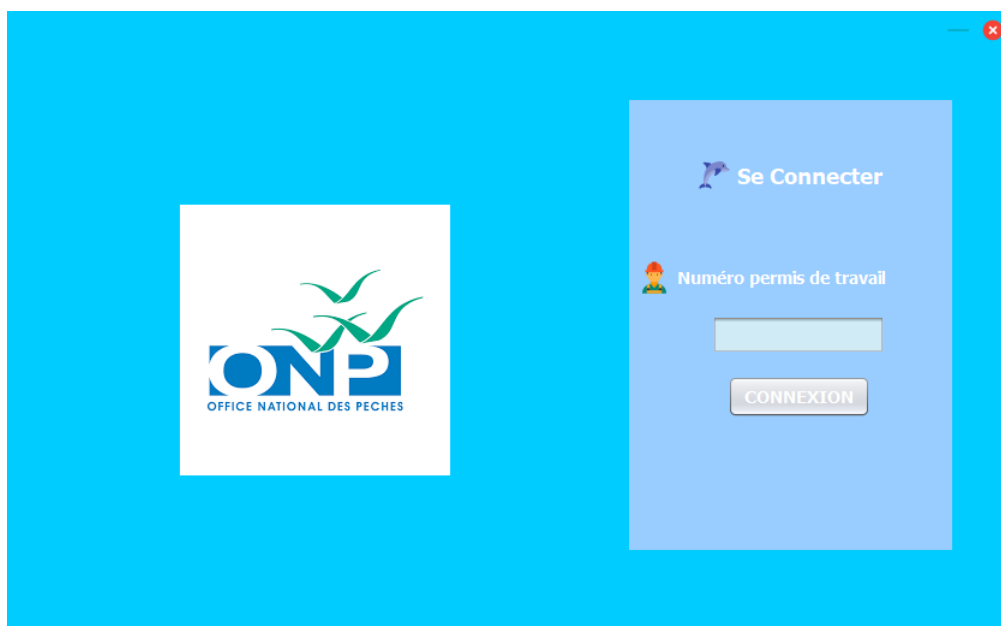 Se Connecter
Numéro permis de travail
CONNEXION
ONP
OFFICE NATIONAL DES PECHES